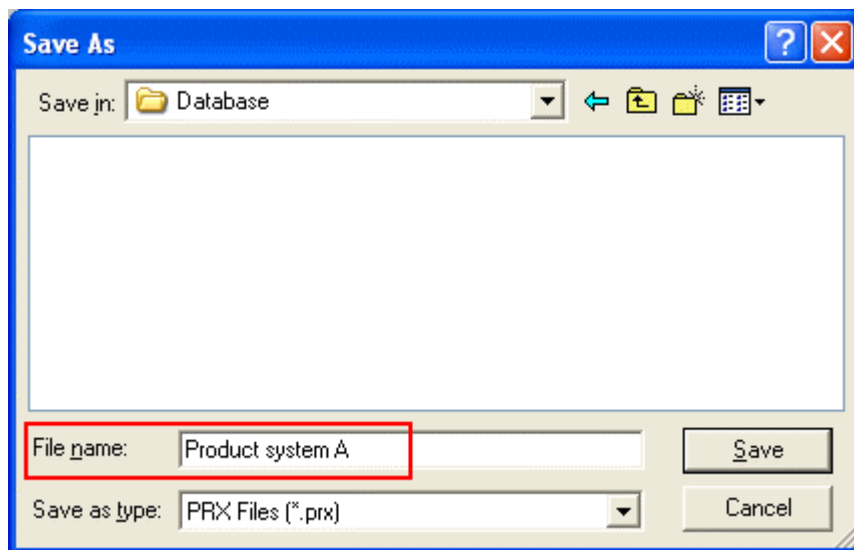 Save As
Save in: Database
File name: Product system A
Save
Save as type: PRX Files (*.prx)
Cancel